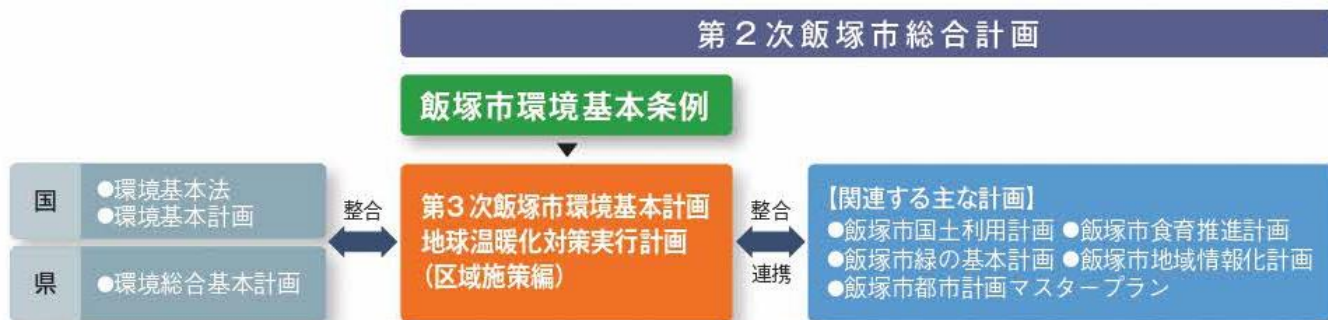 第2次飯塚市総合計画
飯塚市環境基本条例
▼
国
●環境基本法
●環境基本計画
県
●環境総合基本計画
整合
第3次飯塚市環境基本計画
地球温暖化対策実行計画
(区域施策編)
整合
連携
【関連する主な計画】
●飯塚市国土利用計画 ●飯塚市食育推進計画
●飯塚市緑の基本計画 ●飯塚市地域情報化計画
●飯塚市都市計画マスタープラン